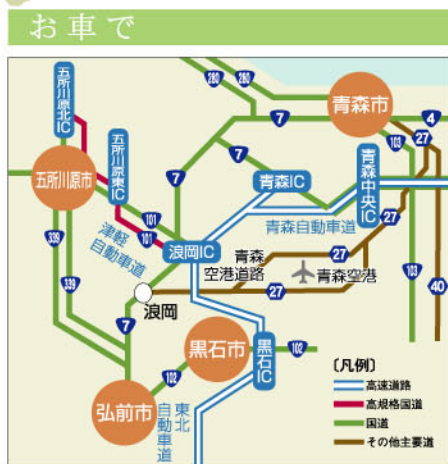 お車で
280
280
五所川原北IC
7
青森市
4
27
103
五所川原東IC
7
7
青森IC
青森中央IC
五所川原市
101
27
339
津軽自動車道
101
浪岡IC
青森自動車道
青森空港道路
27
青森空港
103
339
27
40
浪岡
7
黒石市
102
黒石IC
102
弘前市
東北自動車道
〔凡例〕
高速道路
高規格国道
国道
その他主要道